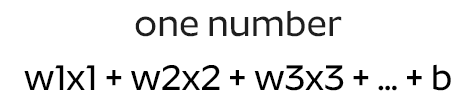 one number
w1x1 + w2x2 + w3x3 + ... + b